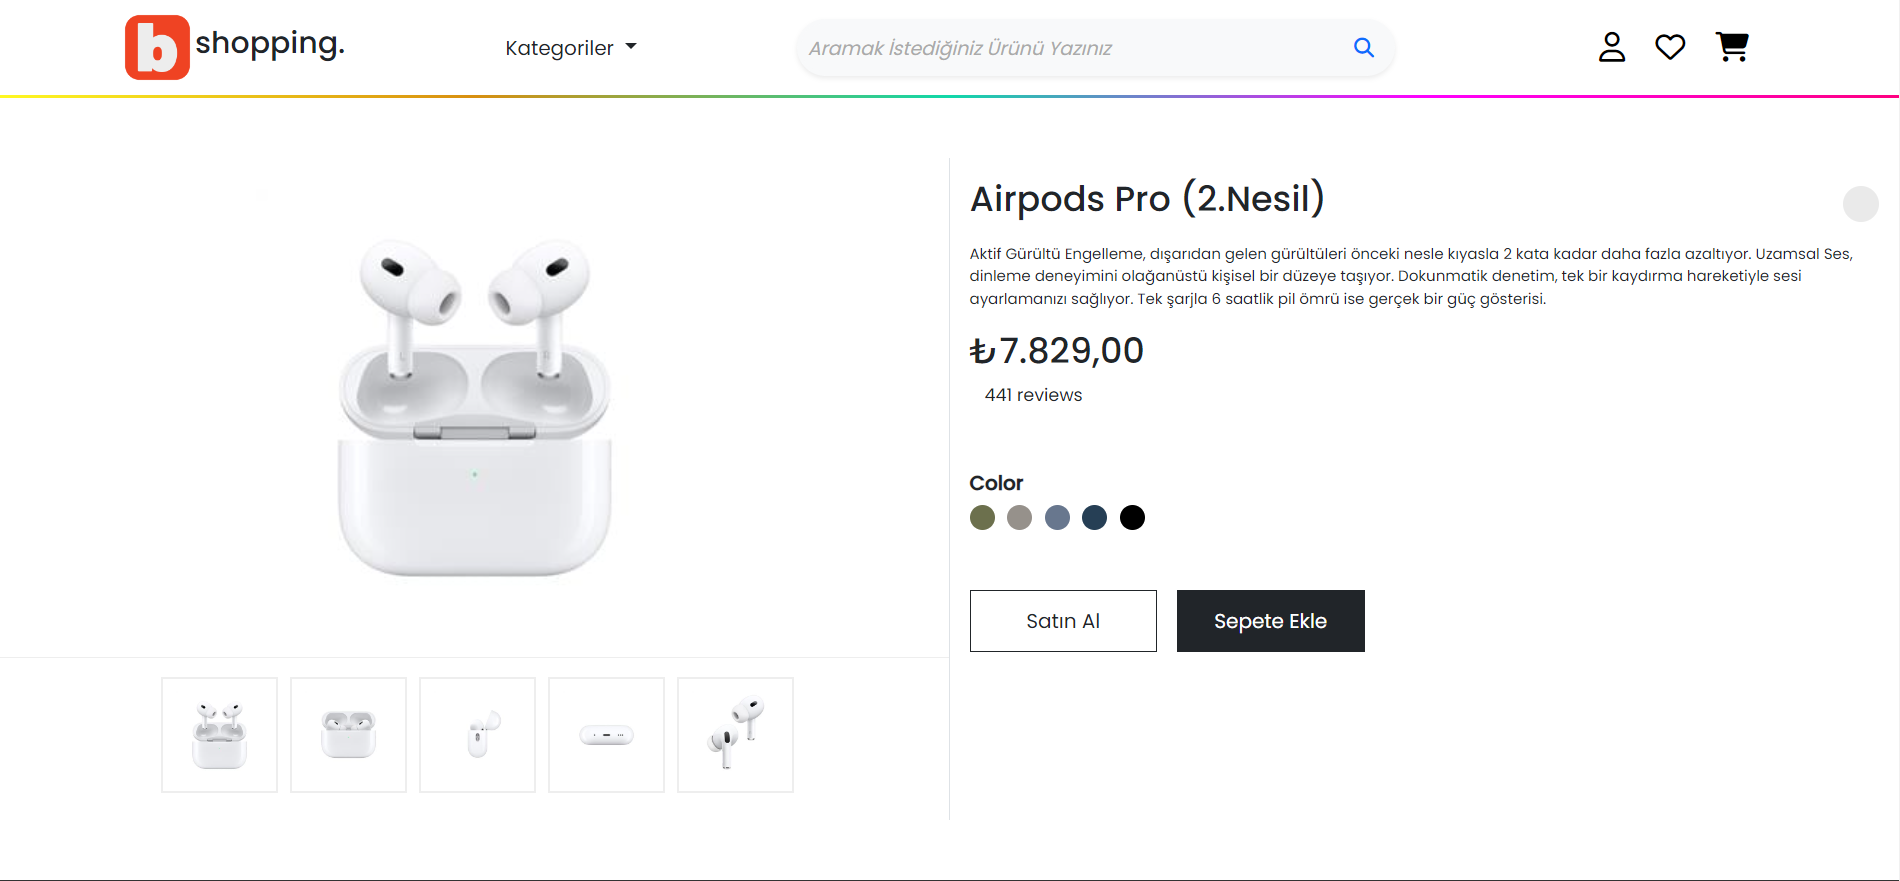 b shopping.
Kategoriler
Aramak İstediğiniz Ürünü Yazınız
Airpods Pro (2.Nesil)
Aktif Gürültü Engelleme, dışarıdan gelen gürültüleri önceki nesle kıyasla 2 kata kadar daha fazla azaltıyor. Uzamsal Ses,
dinleme deneyimini olağanüstü kişisel bir düzeye taşıyor. Dokunmatik denetim, tek bir kaydırma hareketiyle sesi
ayarlamanızı sağlıyor. Tek şarjla 6 saatlik pil ömrü ise gerçek bir güç gösterisi.
₺7.829,00
441 reviews
Color
Satın Al
Sepete Ekle